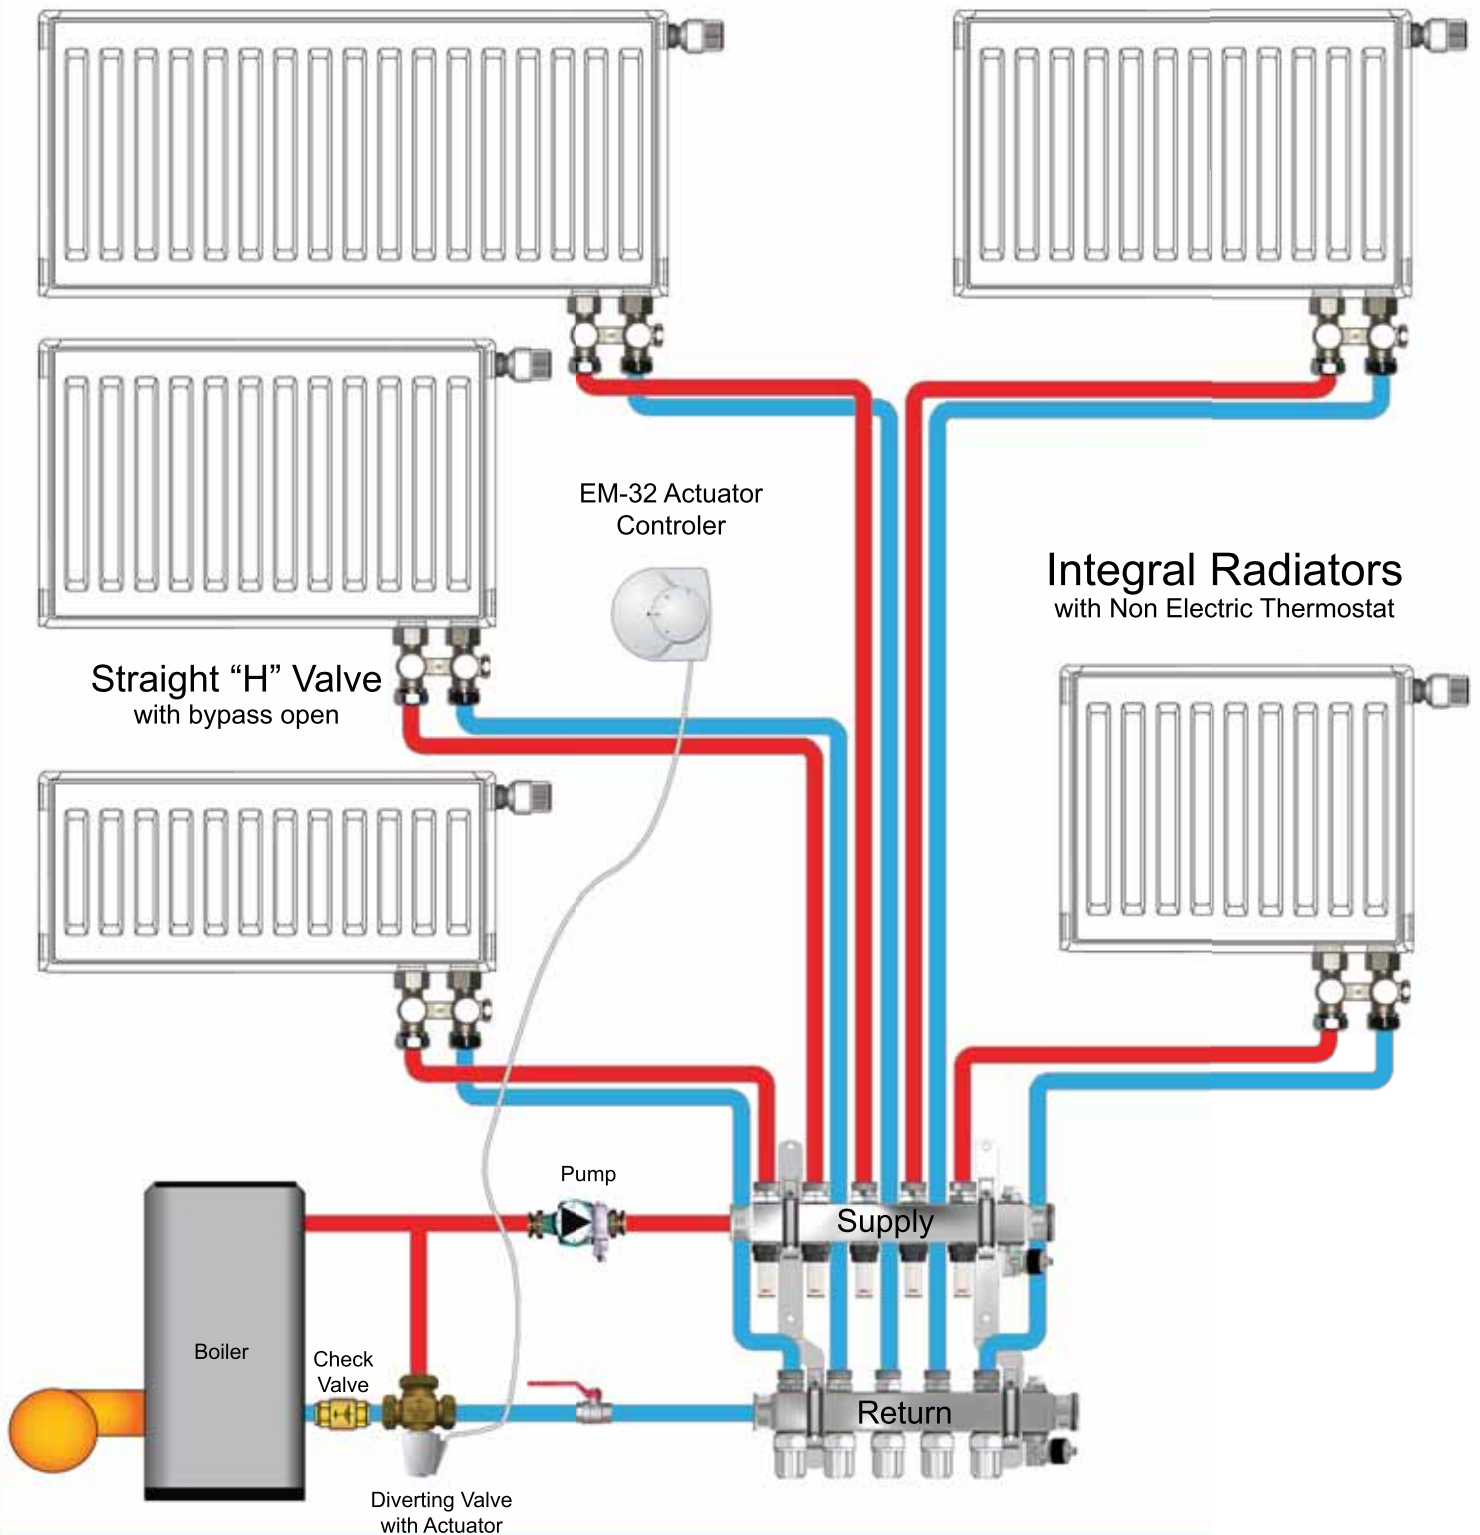 EM-32 Actuator
Controler
Integral Radiators
with Non Electric Thermostat
Straight “H” Valve
with bypass open
Pump
Supply
Boiler
Check
Valve
Return
Diverting Valve
with Actuator